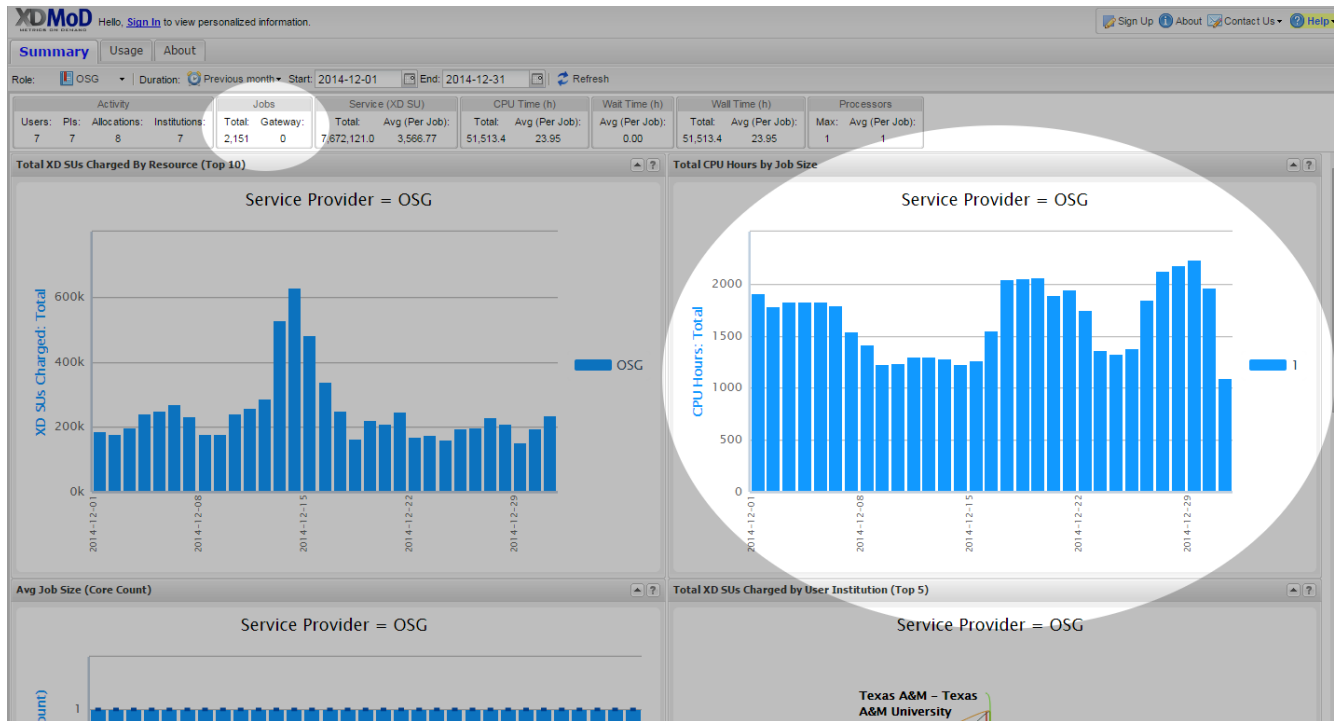 XDMoD Hello, Sign In to view personalized information. Sign Up About Contact Us Help
METRICS ON DEMAND
Summary Usage About
Role: OSG Duration: Previous month Start: 2014-12-01 End: 2014-12-31 Refresh
Activity Jobs Service (XD SU) CPU Time (h) Wait Time (h) Wall Time (h) Processors
Users: PIs: Allocations: Institutions: Total: Gateway: Total: Avg (Per Job): Total: Avg (Per Job): Avg (Per Job): Total: Avg (Per Job): Max: Avg (Per Job):
7 7 8 7 2,151 0 7,672,121.0 3,566.77 51,513.4 23.95 0.00 51,513.4 23.95 1 1
Total XD SUs Charged By Resource (Top 10)
Service Provider = OSG
XD SUs Charged: Total
600k
400k
200k
0k
OSG
2014-12-01
2014-12-08
2014-12-15
2014-12-22
2014-12-29
Total CPU Hours by Job Size
Service Provider = OSG
CPU Hours: Total
2000
1500
1000
500
0
1
2014-12-01
2014-12-08
2014-12-15
2014-12-22
2014-12-29
Avg Job Size (Core Count)
Service Provider = OSG
1
Total XD SUs Charged by User Institution (Top 5)
Service Provider = OSG
Texas A&M – Texas
A&M University